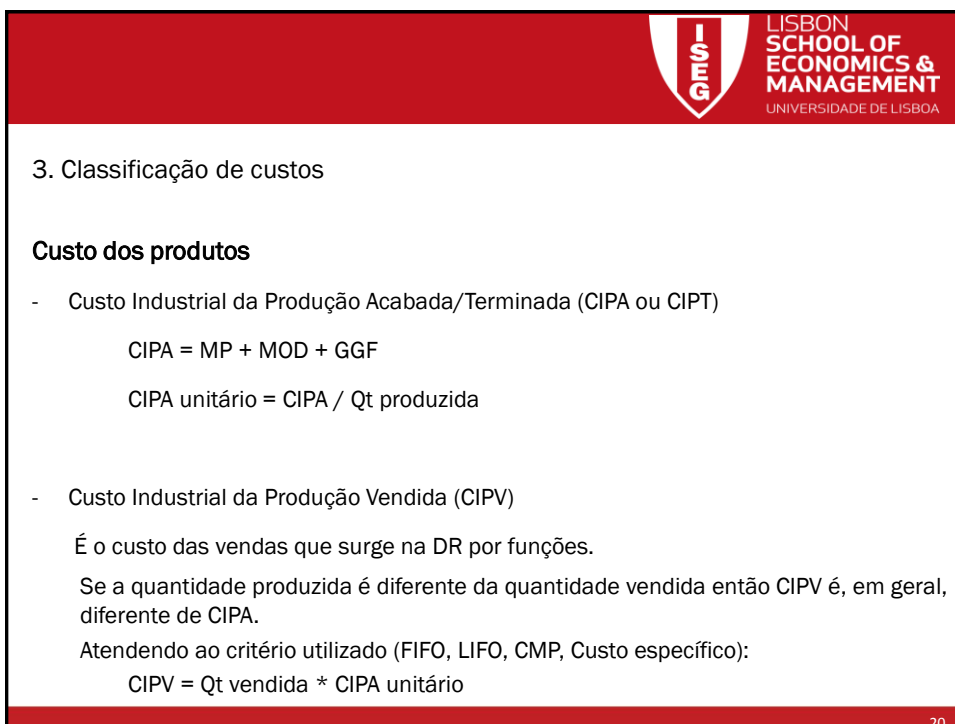 ISEG
LISBON
SCHOOL OF
ECONOMICS &
MANAGEMENT
UNIVERSIDADE DE LISBOA
3. Classificação de custos
Custo dos produtos
- Custo Industrial da Produção Acabada/Terminada (CIPA ou CIPT)
CIPA = MP + MOD + GGF
CIPA unitário = CIPA / Qt produzida
- Custo Industrial da Produção Vendida (CIPV)
É o custo das vendas que surge na DR por funções.
Se a quantidade produzida é diferente da quantidade vendida então CIPV é, em geral,
diferente de CIPA.
Atendendo ao critério utilizado (FIFO, LIFO, CMP, Custo específico):
CIPV = Qt vendida * CIPA unitário
20